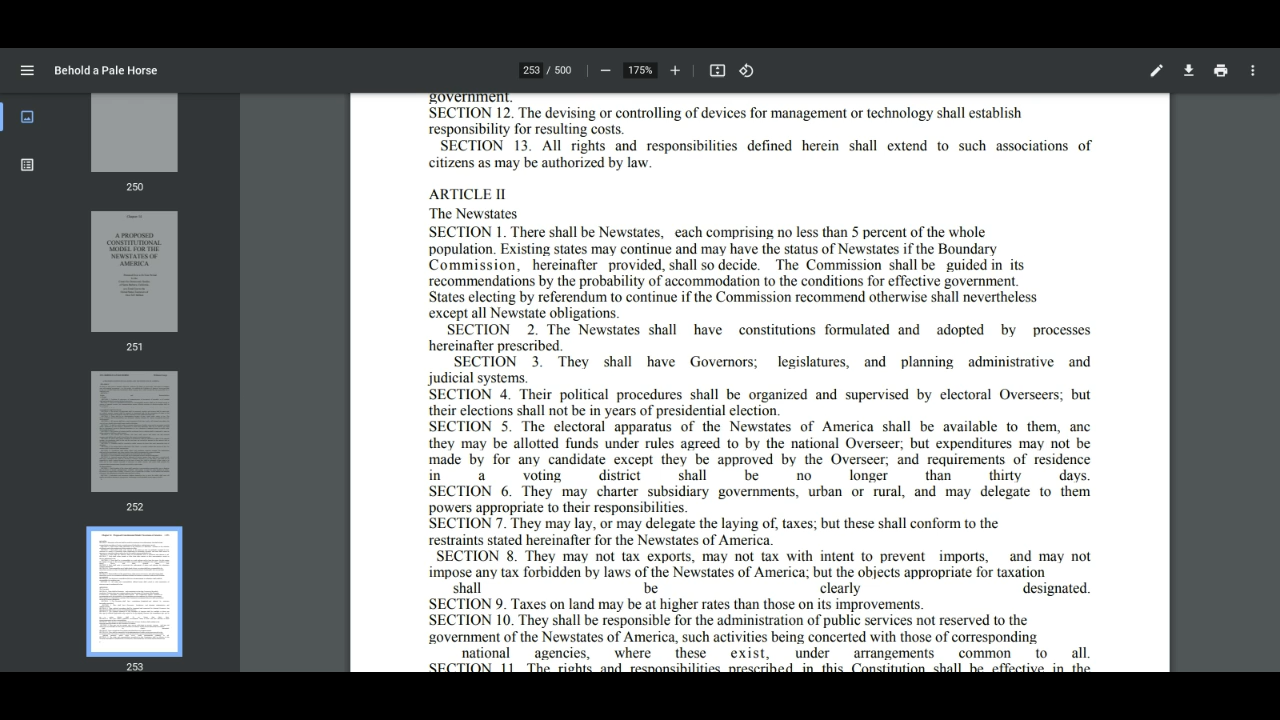 Behold a Pale Horse
253 / 500
175%
250
Chapter 12
A PROPOSED
CONSTITUTIONAL
MODEL FOR THE
NEWSTATES OF
AMERICA
251
252
253
government.
SECTION 12. The devising or controlling of devices for management or technology shall establish
responsibility for resulting costs.
SECTION 13. All rights and responsibilities defined herein shall extend to such associations of
citizens as may be authorized by law.
ARTICLE II
The Newstates
SECTION 1. There shall be Newstates, each comprising no less than 5 percent of the whole
population. Existing states may continue and may have the status of Newstates if the Boundary
Commission, hereinafter provided, shall so decide. The Commission shall be guided in its
recommendations by the probability of accommodation to the conditions for effective government.
States electing by referendum to continue if the Commission recommend otherwise shall nevertheless
except all Newstate obligations.
SECTION 2. The Newstates shall have constitutions formulated and adopted by processes
hereinafter prescribed.
SECTION 3. They shall have Governors; legislatures, and planning administrative and
judicial systems.
SECTION 4. Their political procedures shall be organized and supervised by electoral Overseers; but
their elections shall not be in years of presidential election.
SECTION 5. The electoral apparatus of the Newstates of America shall be available to them, anc
they may be allotted funds under rules agreed to by the national Overseer; but expenditures may not be
made by or for any candidate except they be approved by the Overseer; and requirements of residence
in a voting district shall be no longer than thirty days.
SECTION 6. They may charter subsidiary governments, urban or rural, and may delegate to them
powers appropriate to their responsibilities.
SECTION 7. They may lay, or may delegate the laying of, taxes; but these shall conform to the
restraints stated hereinafter for the Newstates of America.
SECTION 8. They may not tax exports, may not tax with intent to prevent imports, and may not
impose any tax forbidden by laws of the Newstates of America; but the objects appropriate for taxation
shall be clearly designated.
SECTION 9. Taxes on land may be at higher rates than those on its improvements.
SECTION 10. They shall be responsible for the administration of public services not reserved to the
government of the Newstates of America, such activities being concerted with those of corresponding
national agencies, where these exist, under arrangements common to all.
SECTION 11. The rights and responsibilities prescribed in this Constitution shall be effective in the